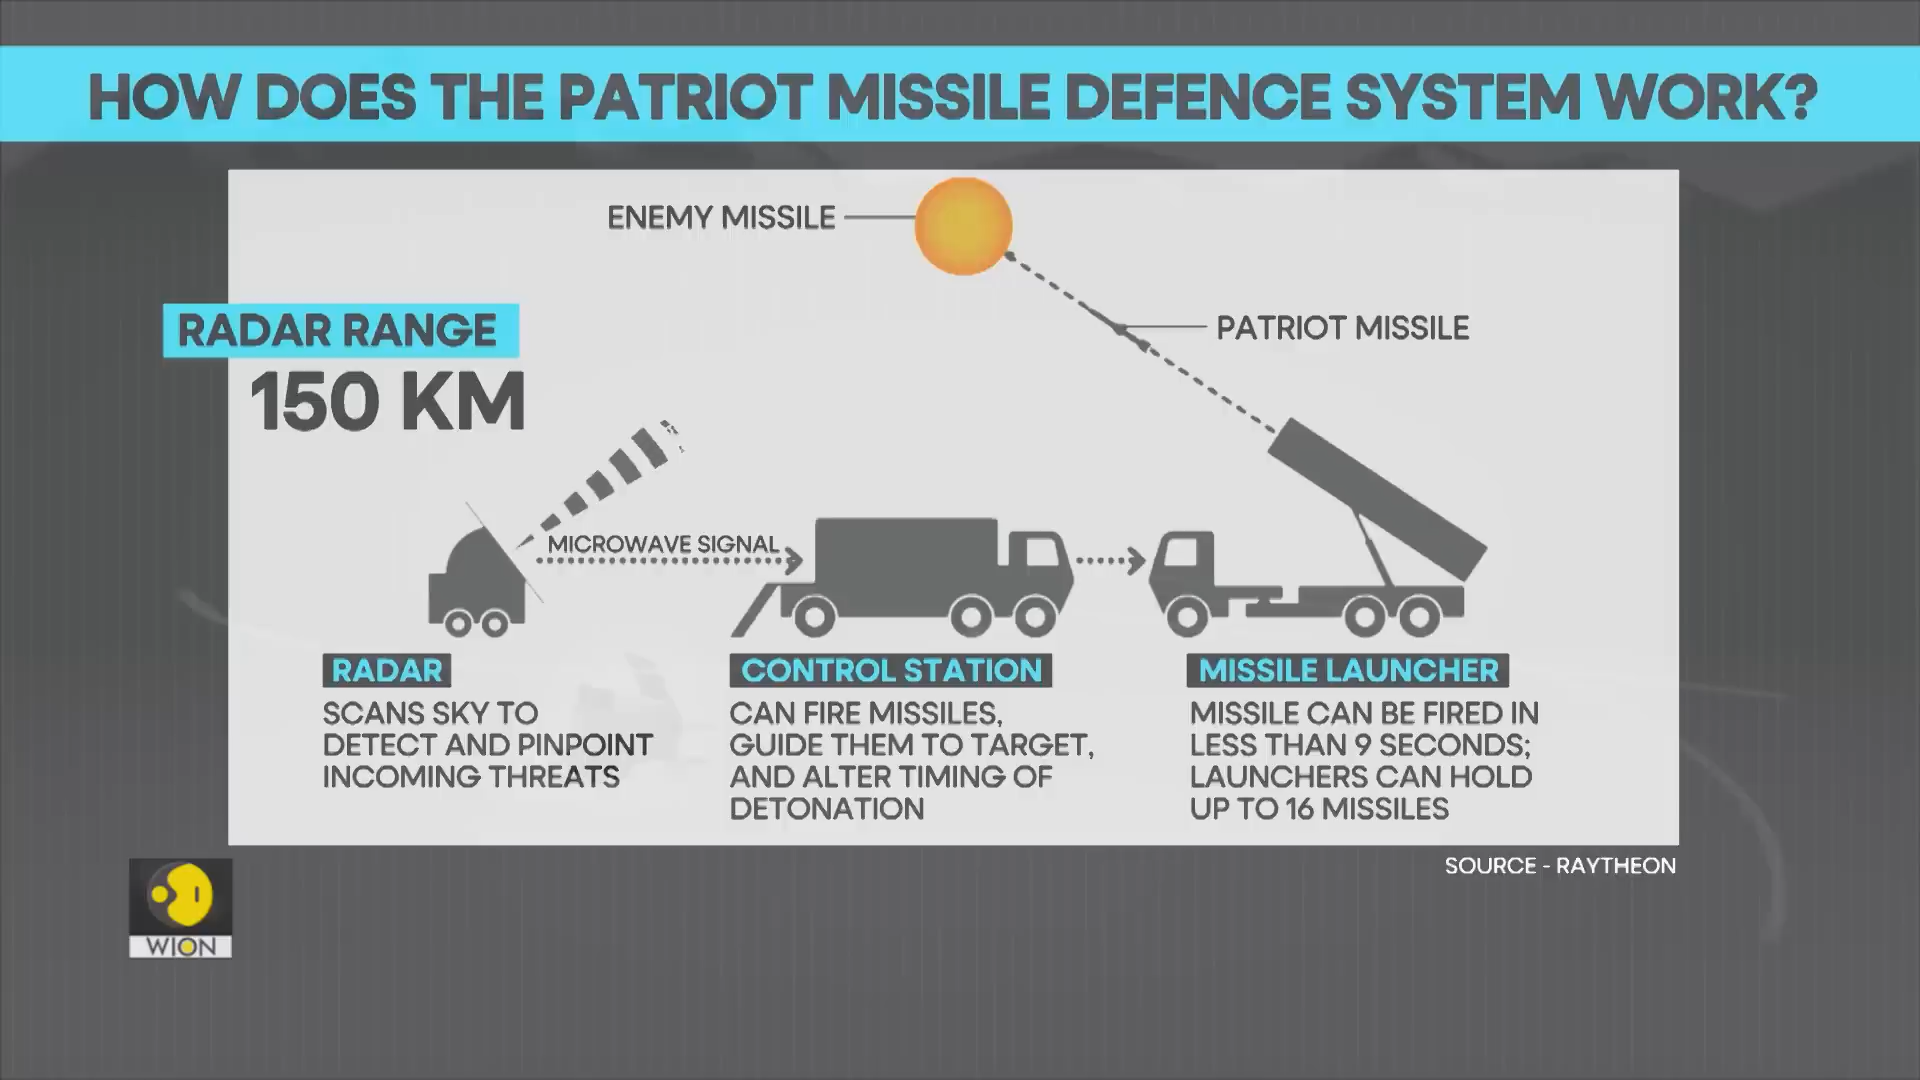 HOW DOES THE PATRIOT MISSILE DEFENCE SYSTEM WORK?
ENEMY MISSILE
RADAR RANGE
150 KM
PATRIOT MISSILE
MICROWAVE SIGNAL
RADAR
SCANS SKY TO
DETECT AND PINPOINT
INCOMING THREATS
CONTROL STATION
CAN FIRE MISSILES,
GUIDE THEM TO TARGET,
AND ALTER TIMING OF
DETONATION
MISSILE LAUNCHER
MISSILE CAN BE FIRED IN
LESS THAN 9 SECONDS;
LAUNCHERS CAN HOLD
UP TO 16 MISSILES
SOURCE - RAYTHEON
WION